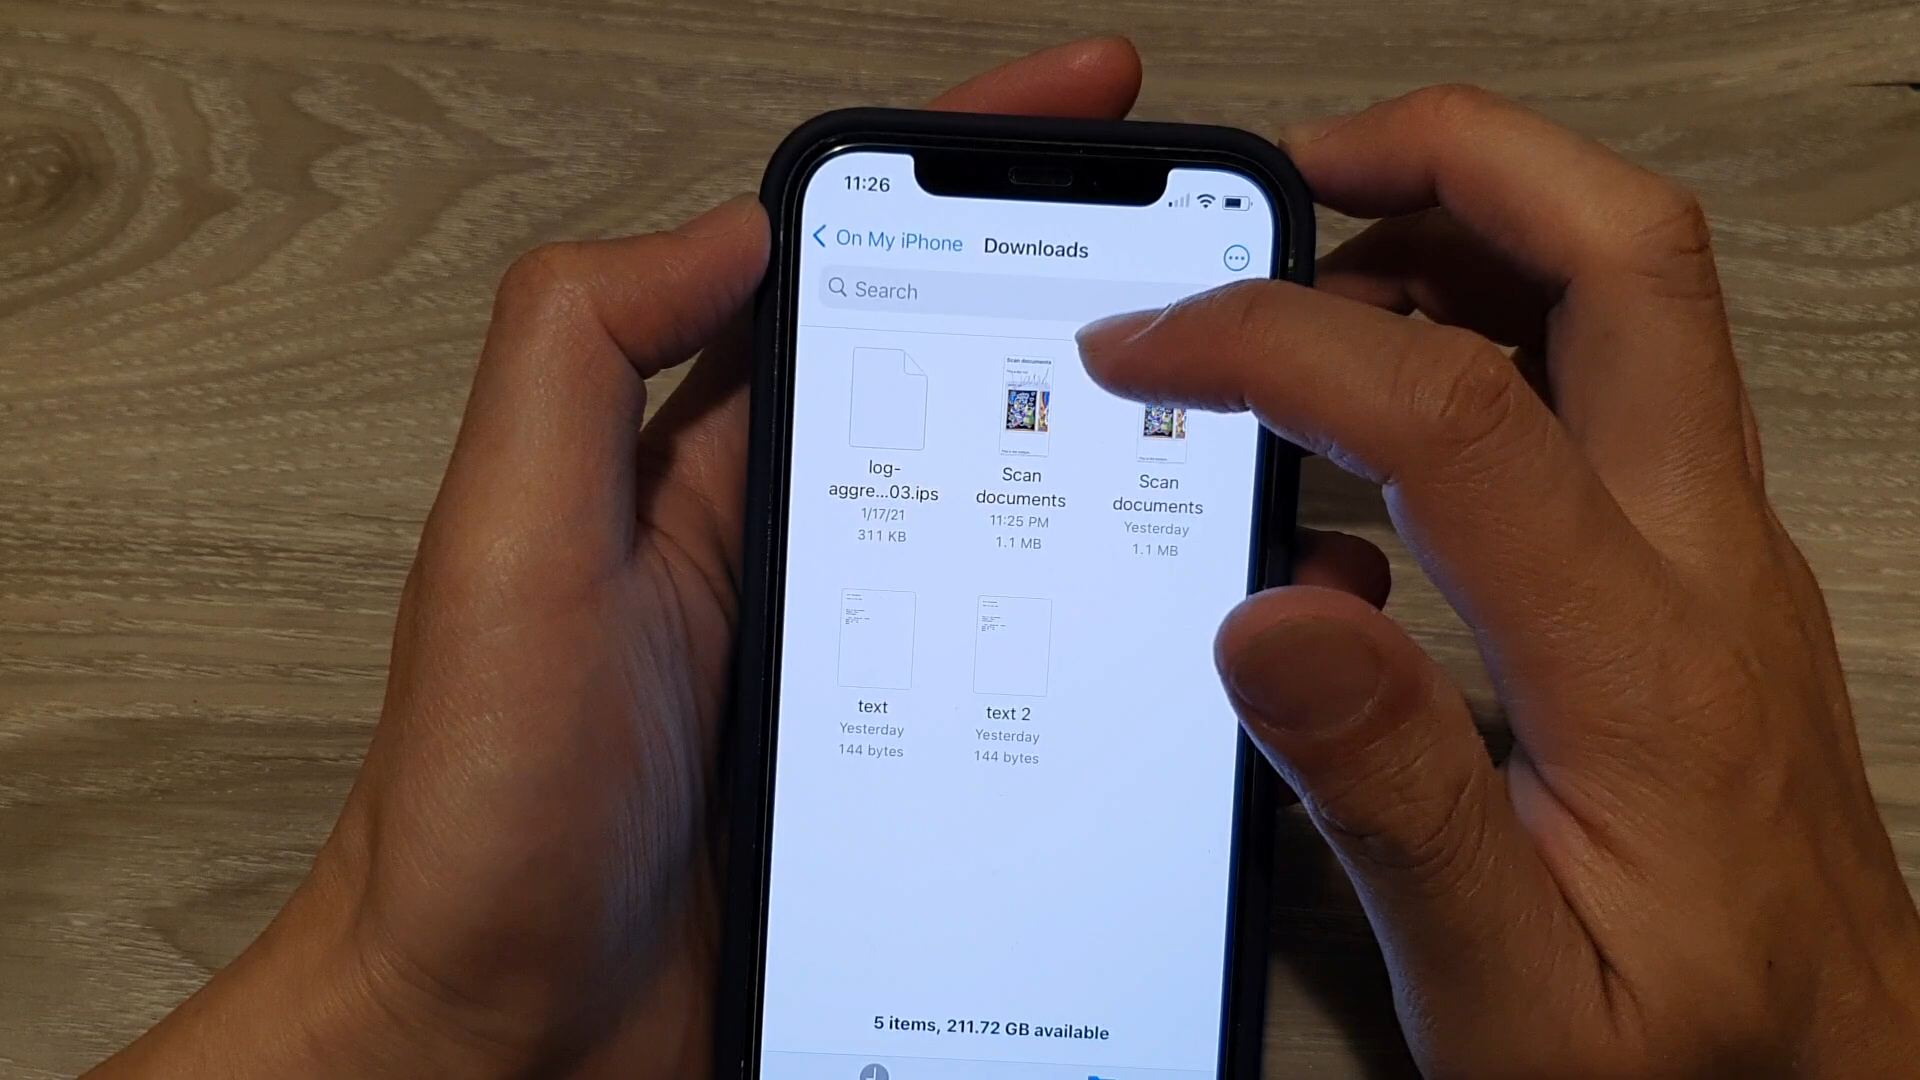 11:26
On My iPhone
Downloads
Search
log-
aggre...03.ips
1/17/21
311 KB
Scan documents
Scan
documents
11:25 PM
1.1 MB
Scan
documents
Yesterday
1.1 MB
text
Yesterday
144 bytes
text 2
Yesterday
144 bytes
5 items, 211.72 GB available